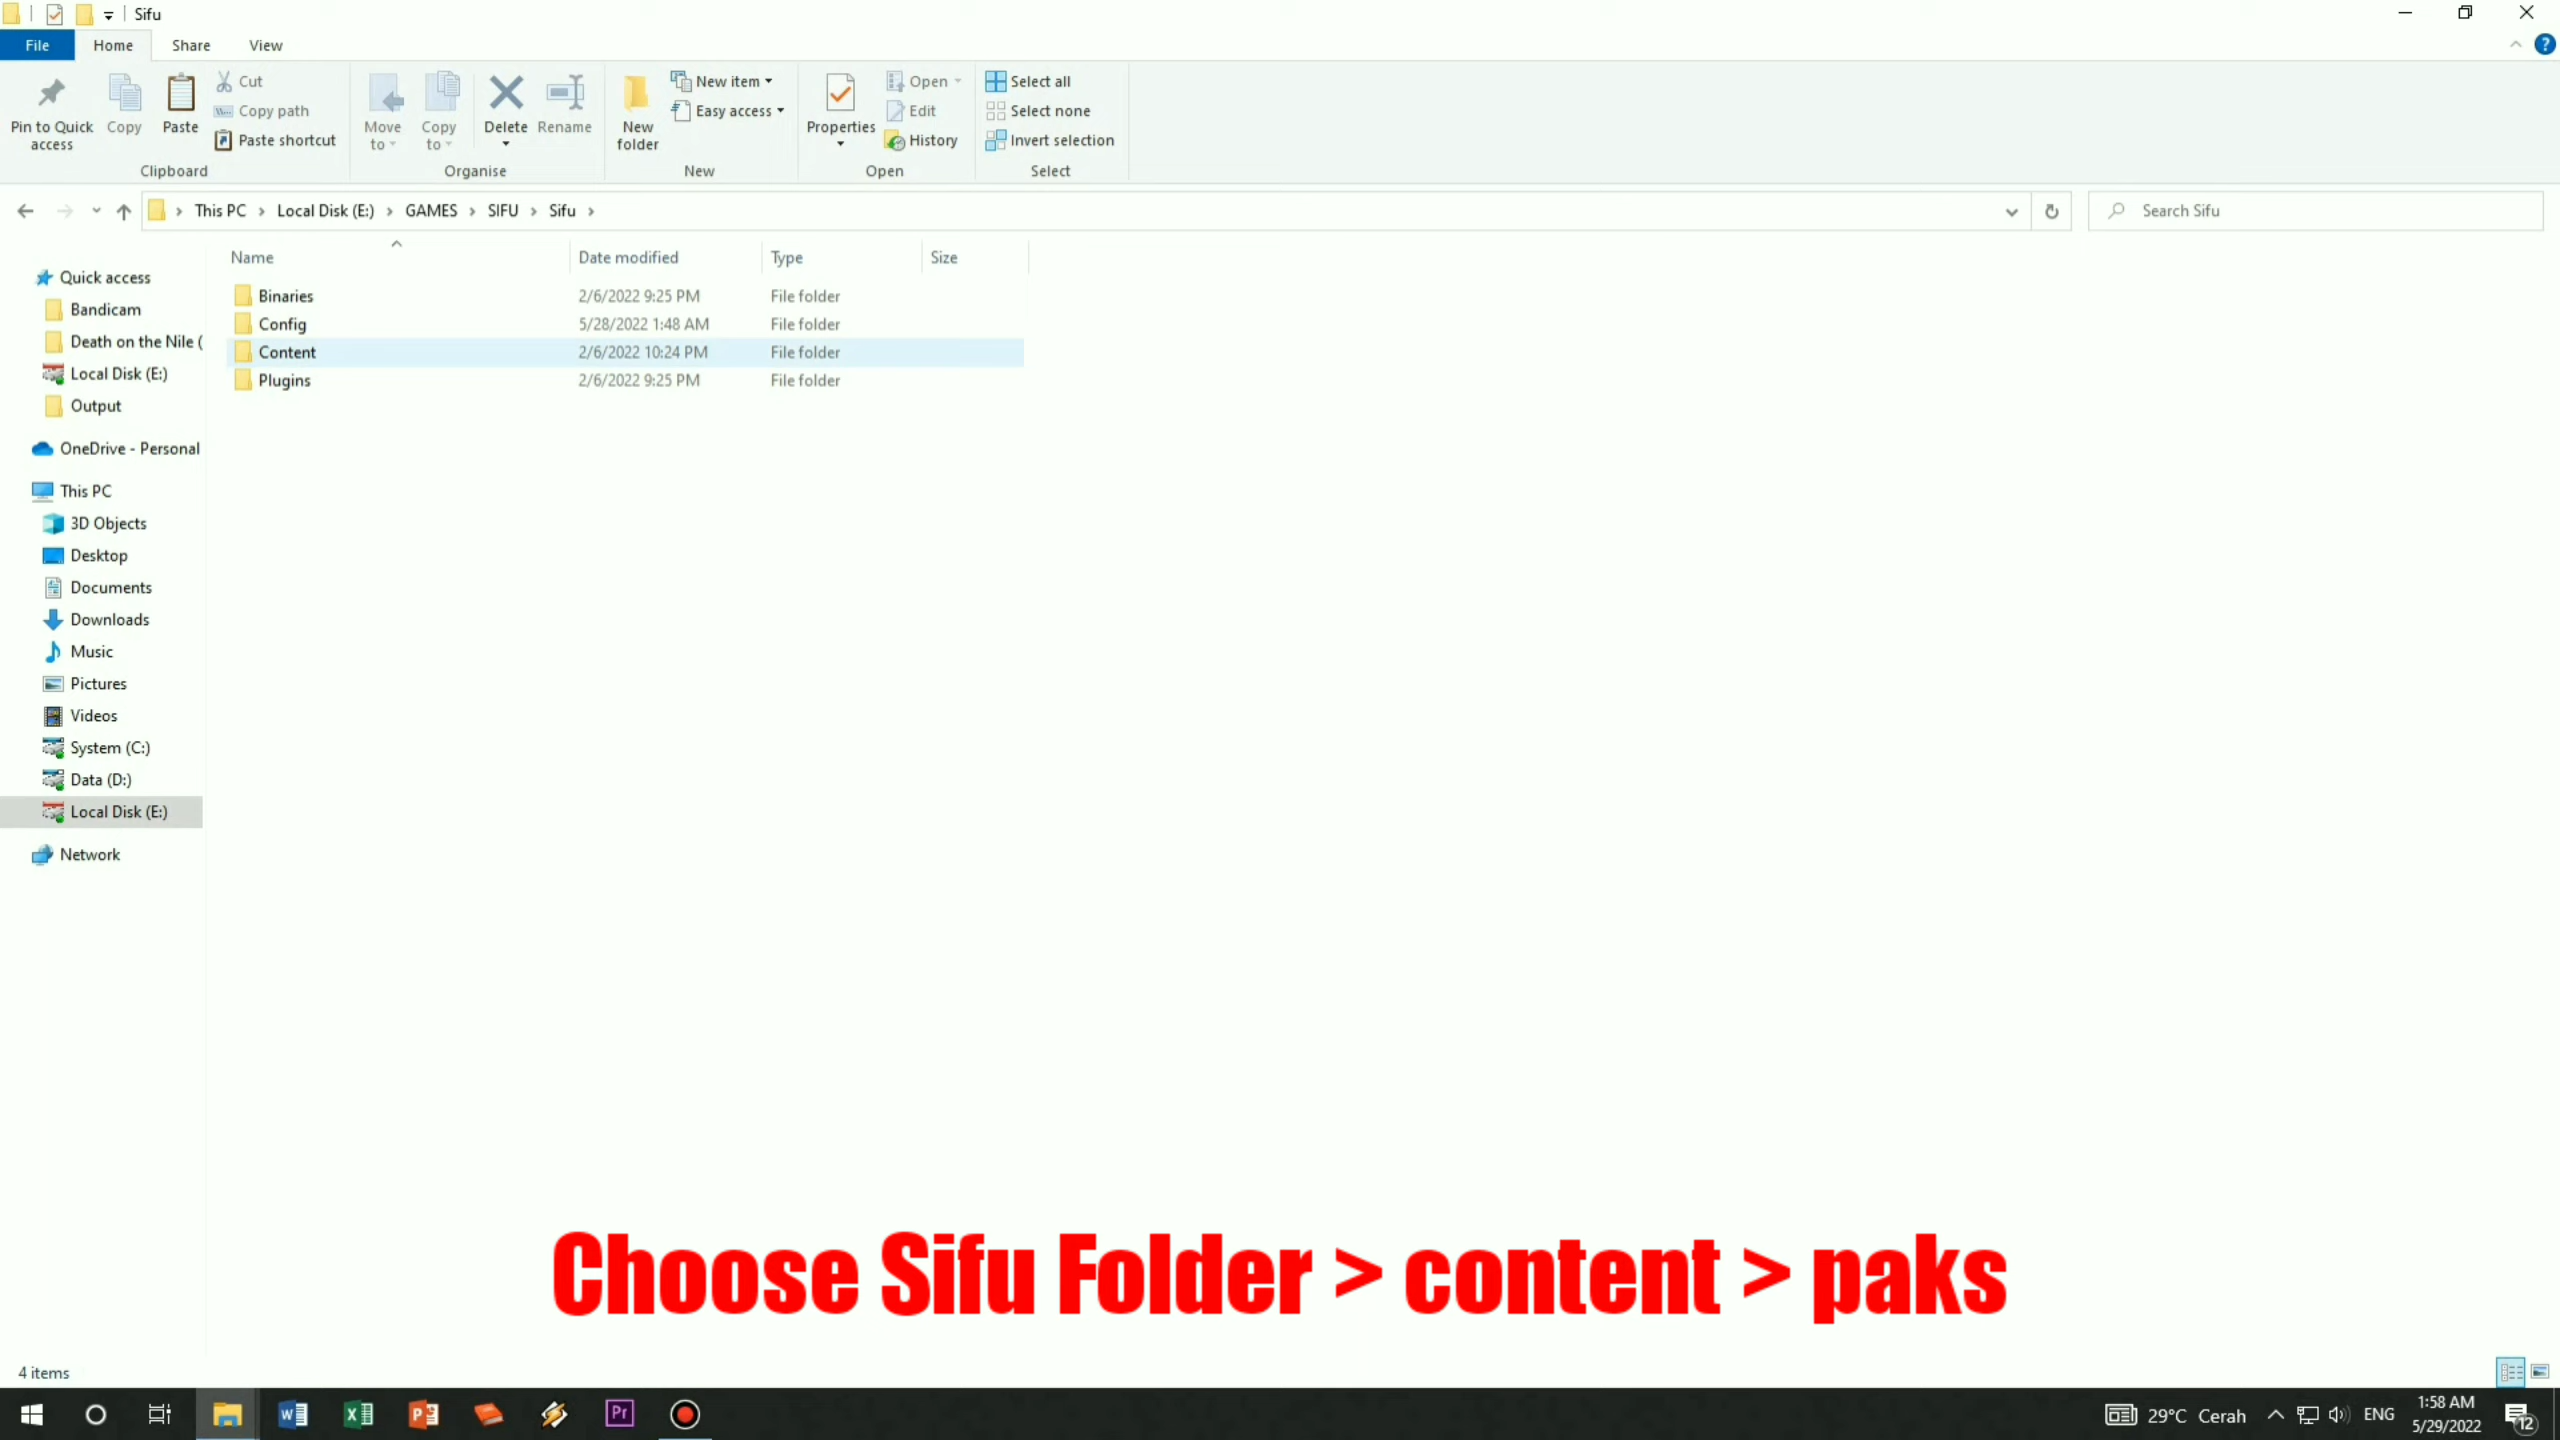 Sifu
File Home Share View
Pin to Quick access
Copy
Paste
Cut
Copy path
Paste shortcut
Clipboard
Move to
Copy to
Delete
Rename
Organise
New folder
New item
Easy access
New
Properties
Open
Edit
History
Open
Select all
Select none
Invert selection
Select
This PC > Local Disk (E:) > GAMES > SIFU > Sifu >
Search Sifu
Name Date modified Type Size
Binaries 2/6/2022 9:25 PM File folder
Config 5/28/2022 1:48 AM File folder
Content 2/6/2022 10:24 PM File folder
Plugins 2/6/2022 9:25 PM File folder
Quick access
Bandicam
Death on the Nile (
Local Disk (E:)
Output
OneDrive - Personal
This PC
3D Objects
Desktop
Documents
Downloads
Music
Pictures
Videos
System (C:)
Data (D:)
Local Disk (E:)
Network
Choose Sifu Folder > content > paks
4 items
29°C Cerah
ENG
1:58 AM
5/29/2022
12
Pr